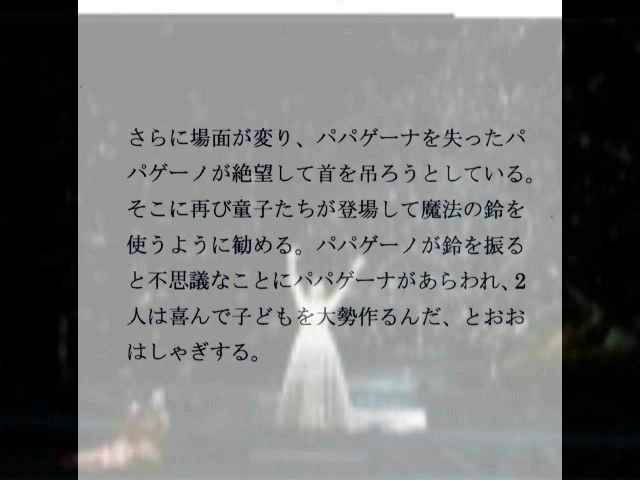 さらに場面が変り、パパゲーナを失ったパ
パゲーノが絶望して首を吊ろうとしている。
そこに再び童子たちが登場して魔法の鈴を
使うように勧める。パパゲーノが鈴を振る
と不思議なことにパパゲーナがあらわれ、2
人は喜んで子どもを大勢作るんだ、とおお
はしゃぎする。